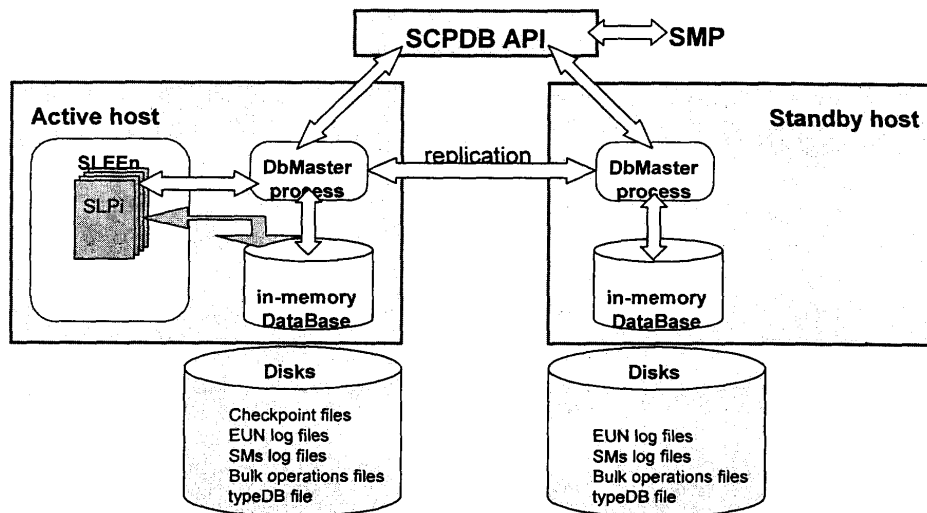 SCPDB API
SMP
Active host
Standby host
SLEEn
SLPi
DbMaster
process
replication
DbMaster
process
in-memory
DataBase
in-memory
DataBase
Disks
Checkpoint files
EUN log files
SMs log files
Bulk operations files
typeDB file
Disks
EUN log files
SMs log files
Bulk operations files
typeDB file